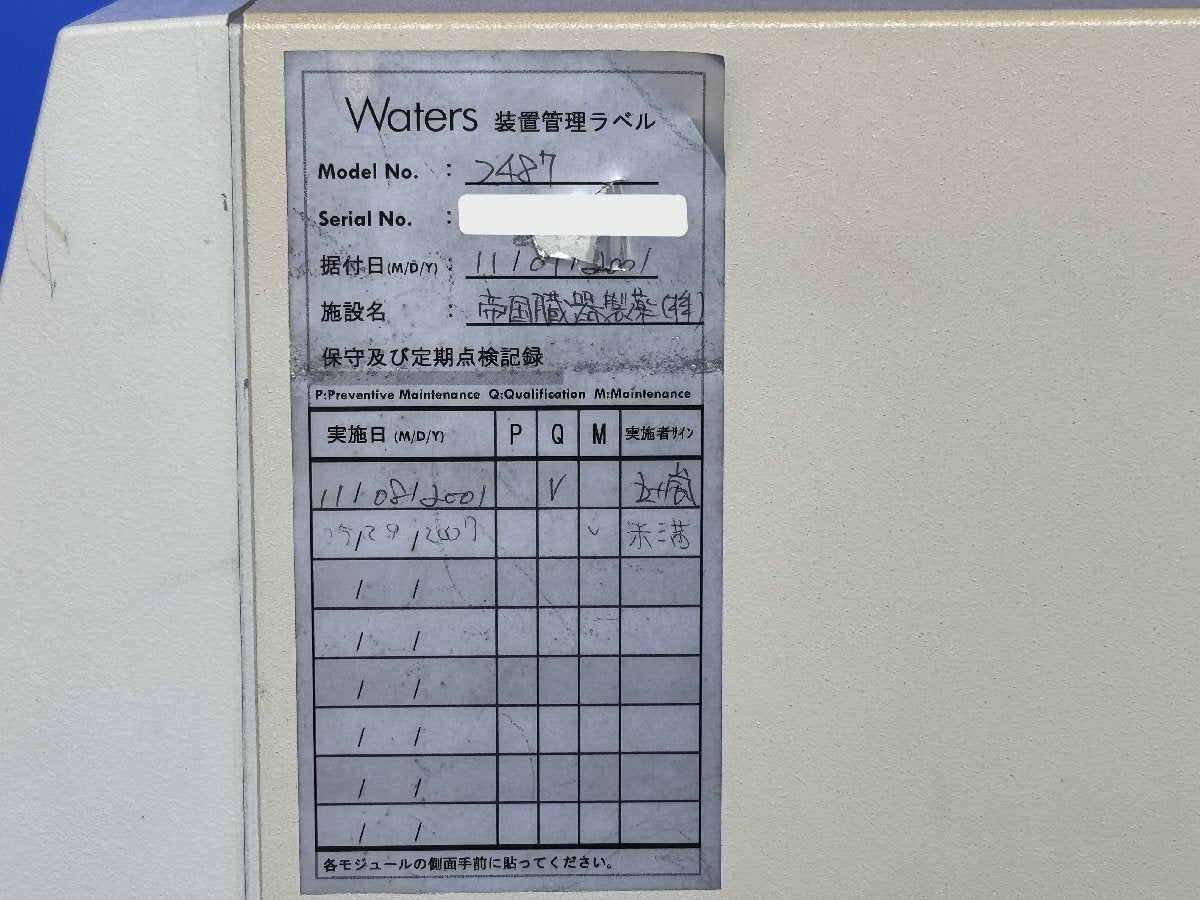 Waters 装置管理ラベル
Model No. : 2487
Serial No. :
据付日(M/D/Y) : 11/07/2001
施設名 : 帝国臓器製薬(株)
保守及び定期点検記録
P:Preventive Maintenance Q:Qualification M:Maintenance
実施日 (M/D/Y) P Q M 実施者サイン
11/08/2001 V 五十嵐
05/29/2007 ✓
/ /
/ /
/ /
/ /
/ /
/ /
各モジュールの側面手前に貼ってください。